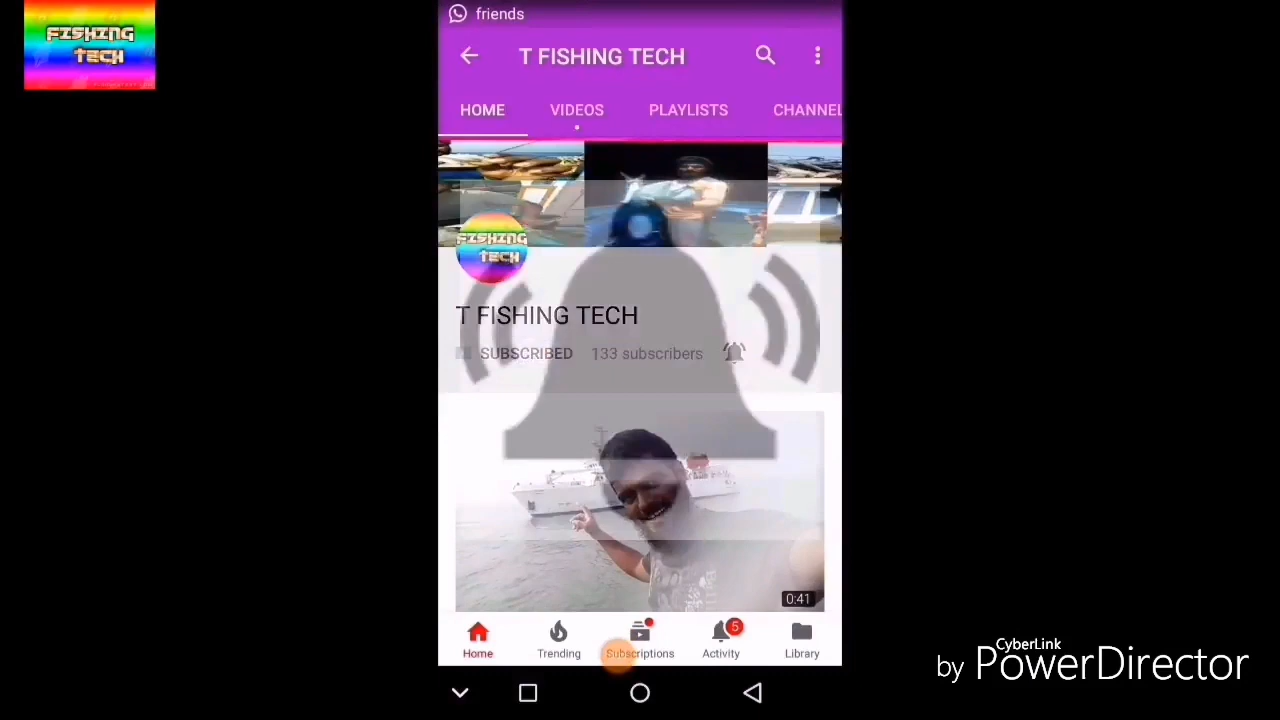 FISHING
TECH
friends
T FISHING TECH
HOME VIDEOS PLAYLISTS CHANNEL
FISHING
TECH
T FISHING TECH
SUBSCRIBED 133 subscribers
0:41
5
Home Trending Subscriptions Activity Library
CyberLink
by PowerDirector